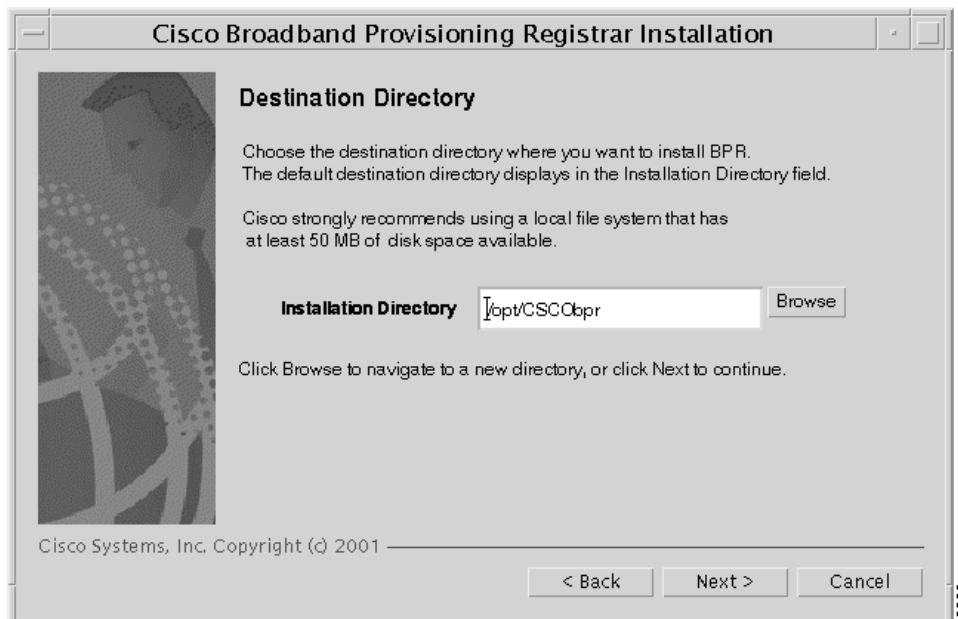 Cisco Broadband Provisioning Registrar Installation
Destination Directory
Choose the destination directory where you want to install BPR.
The default destination directory displays in the Installation Directory field.
Cisco strongly recommends using a local file system that has
at least 50 MB of disk space available.
Installation Directory /opt/CSCObpr Browse
Click Browse to navigate to a new directory, or click Next to continue.
Cisco Systems, Inc. Copyright (c) 2001
< Back Next > Cancel